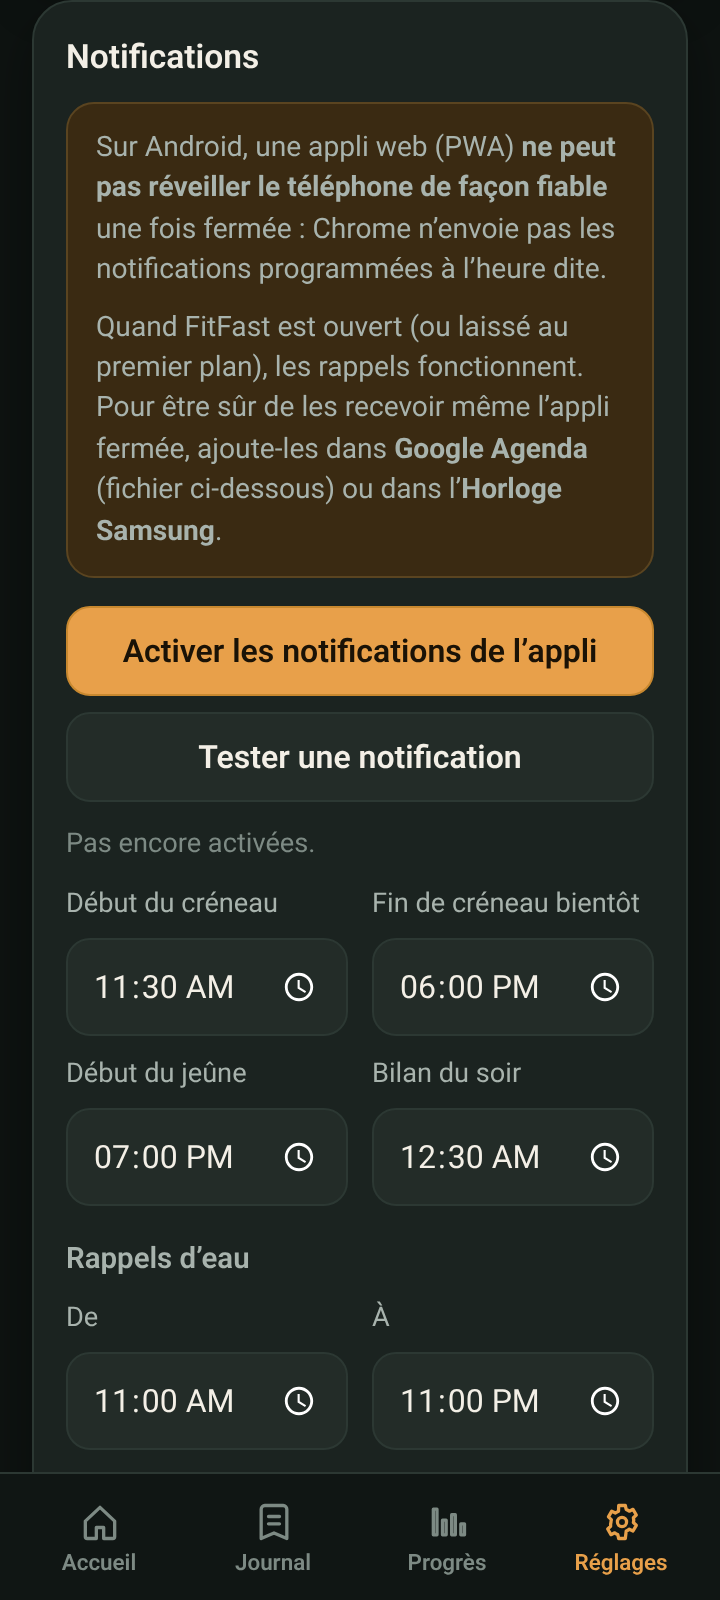 Notifications
Sur Android, une appli web (PWA) ne peut
pas réveiller le téléphone de façon fiable
une fois fermée : Chrome n’envoie pas les
notifications programmées à l’heure dite.
Quand FitFast est ouvert (ou laissé au
premier plan), les rappels fonctionnent.
Pour être sûr de les recevoir même l’appli
fermée, ajoute-les dans Google Agenda
(fichier ci-dessous) ou dans l’Horloge
Samsung.
Activer les notifications de l’appli
Tester une notification
Pas encore activées.
Début du créneau
Fin de créneau bientôt
11:30 AM
06:00 PM
Début du jeûne
Bilan du soir
07:00 PM
12:30 AM
Rappels d’eau
De
À
11:00 AM
11:00 PM
Accueil
Journal
Progrès
Réglages